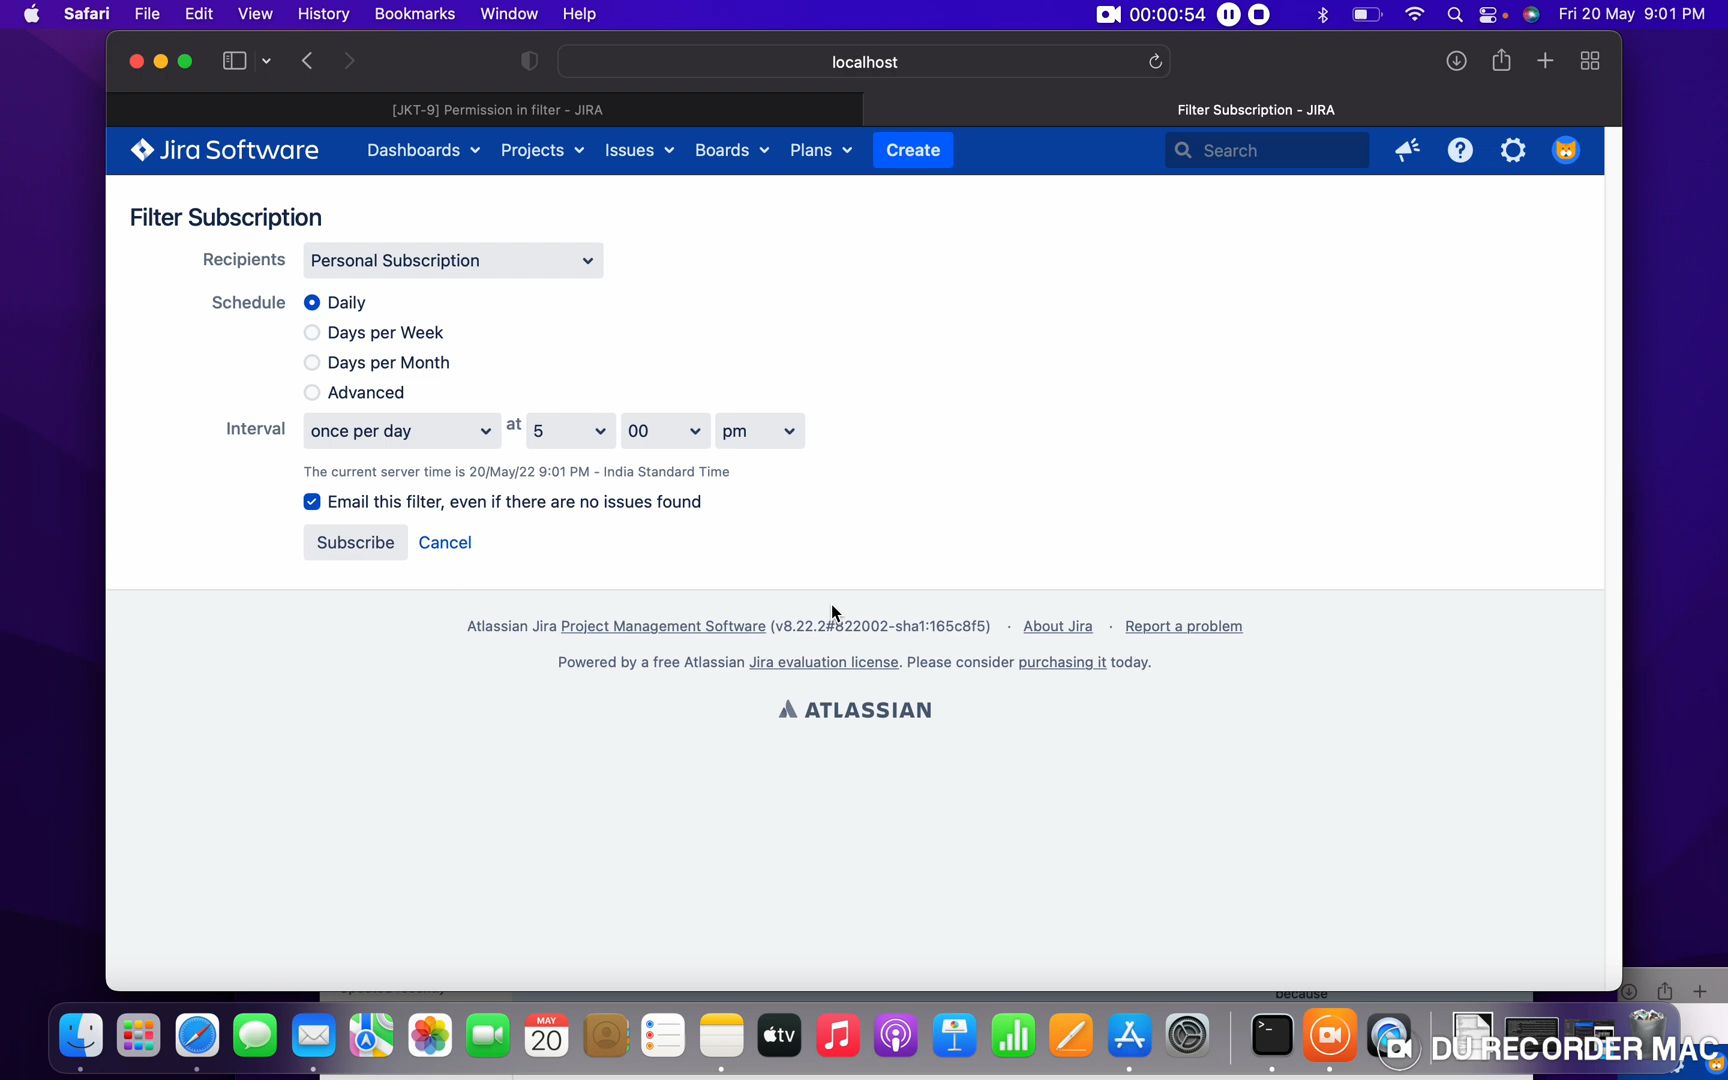 Safari File Edit View History Bookmarks Window Help 00:00:54 Fri 20 May 9:01 PM
localhost
[JKT-9] Permission in filter - JIRA Filter Subscription - JIRA
Jira Software Dashboards Projects Issues Boards Plans Create Search
Filter Subscription
Recipients Personal Subscription
Schedule Daily
Days per Week
Days per Month
Advanced
Interval once per day at 5 00 pm
The current server time is 20/May/22 9:01 PM - India Standard Time
Email this filter, even if there are no issues found
Subscribe Cancel
Atlassian Jira Project Management Software (v8.22.2#822002-sha1:165c8f5) · About Jira · Report a problem
Powered by a free Atlassian Jira evaluation license. Please consider purchasing it today.
ATLASSIAN
because
MAY
20
tv
DU RECORDER MAC